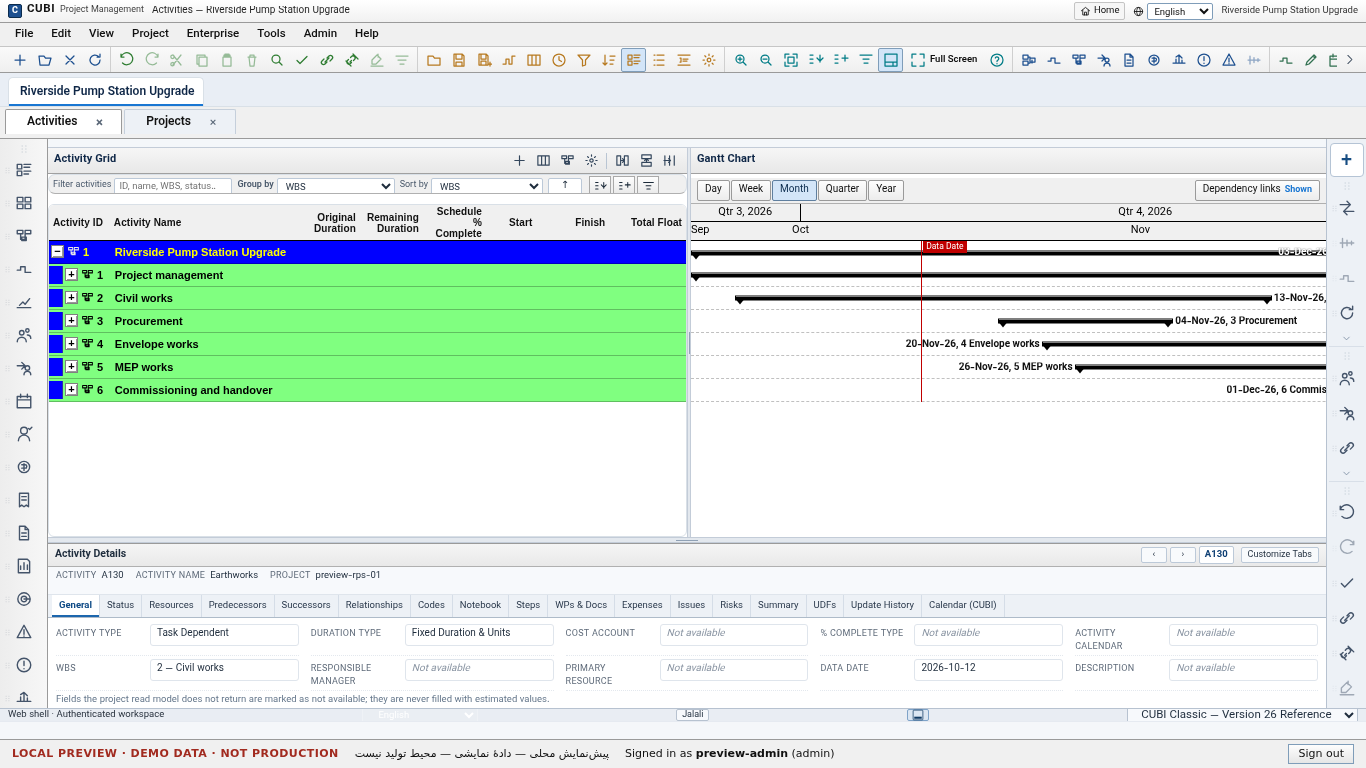 CUBI Project Management Activities — Riverside Pump Station Upgrade Home English Riverside Pump Station Upgrade
File Edit View Project Enterprise Tools Admin Help
Full Screen
Riverside Pump Station Upgrade
Activities × Projects ×
Activity Grid
Gantt Chart
Filter activities ID, name, WBS, status.. Group by WBS Sort by WBS ↑
Day Week Month Quarter Year Dependency links Shown
Activity ID Activity Name Original Duration Remaining Duration Schedule % Complete Start Finish Total Float
Qtr 3, 2026 Qtr 4, 2026
Sep Oct Nov
Data Date
1 Riverside Pump Station Upgrade 03-Dec-26
1 Project management
2 Civil works 13-Nov-26,
3 Procurement 04-Nov-26, 3 Procurement
4 Envelope works 20-Nov-26, 4 Envelope works
5 MEP works 26-Nov-26, 5 MEP works
6 Commissioning and handover 01-Dec-26, 6 Commis
Activity Details ‹ › A130 Customize Tabs
ACTIVITY A130 ACTIVITY NAME Earthworks PROJECT preview-rps-01
General Status Resources Predecessors Successors Relationships Codes Notebook Steps WPs & Docs Expenses Issues Risks Summary UDFs Update History Calendar (CUBI)
ACTIVITY TYPE Task Dependent DURATION TYPE Fixed Duration & Units COST ACCOUNT Not available % COMPLETE TYPE Not available ACTIVITY CALENDAR Not available
WBS 2 — Civil works RESPONSIBLE MANAGER Not available PRIMARY RESOURCE Not available DATA DATE 2026-10-12 DESCRIPTION Not available
Fields the project read model does not return are marked as not available; they are never filled with estimated values.
Web shell · Authenticated workspace English Jalali CUBI Classic — Version 26 Reference
LOCAL PREVIEW · DEMO DATA · NOT PRODUCTION پیش‌نمایش محلی — دادهٔ نمایشی — محیط تولید نیست Signed in as preview-admin (admin) Sign out